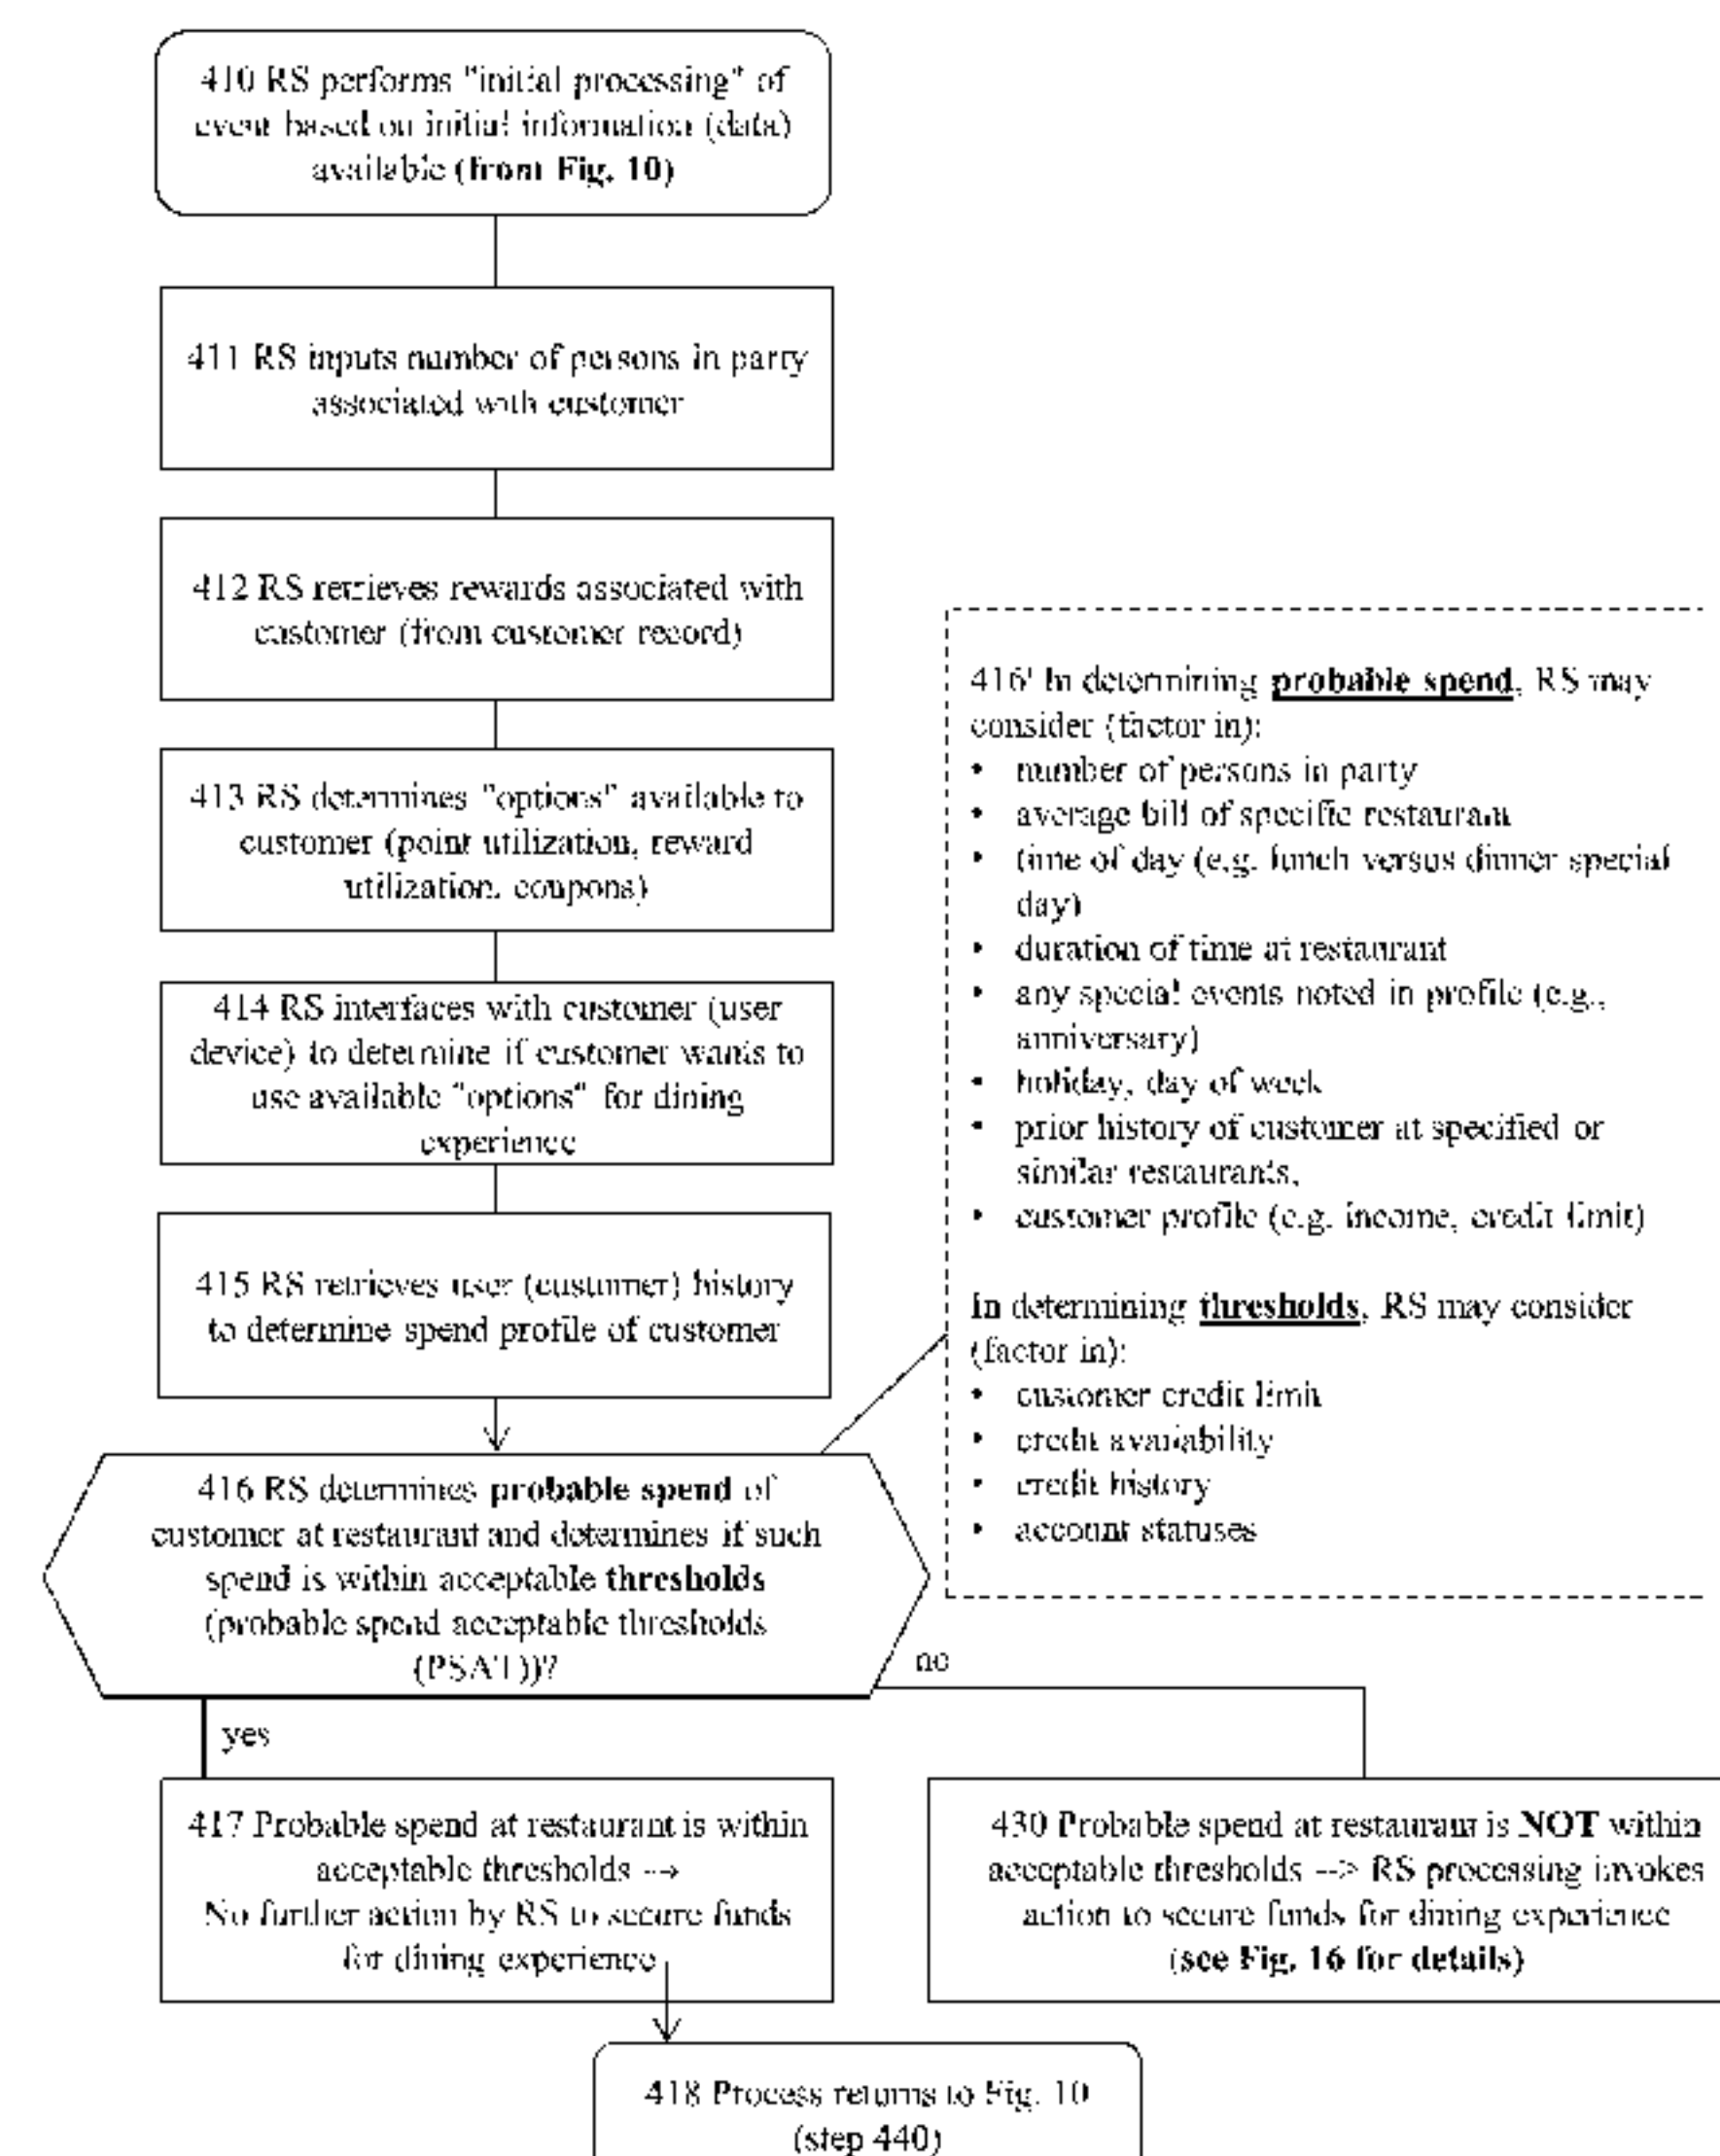 410 RS performs "initial processing" of
event based on initial information (data)
available (from Fig. 10)
411 RS inputs number of persons in party
associated with customer
412 RS retrieves rewards associated with
customer (from customer record)
413 RS determines "options" available to
customer (point utilization, reward
utilization, coupons)
414 RS interfaces with customer (user
device) to determine if customer wants to
use available "options" for dining
experience
415 RS retrieves user (customer) history
to determine spend profile of customer
416 RS determines probable spend of
customer at restaurant and determines if such
spend is within acceptable thresholds
(probable spend acceptable thresholds
(PSAT))?
416' In determining probable spend, RS may
consider (factor in):
• number of persons in party
• average bill of specific restaurant
• time of day (e.g. lunch versus dinner special
day)
• duration of time at restaurant
• any special events noted in profile (e.g.,
anniversary)
• holiday, day of week
• prior history of customer at specified or
similar restaurants,
• customer profile (e.g. income, credit limit)
In determining thresholds, RS may consider
(factor in):
• customer credit limit
• credit availability
• credit history
• account statuses
no
yes
417 Probable spend at restaurant is within
acceptable thresholds -->
No further action by RS to secure funds
for dining experience
430 Probable spend at restaurant is NOT within
acceptable thresholds --> RS processing invokes
action to secure funds for dining experience
(see Fig. 16 for details)
418 Process returns to Fig. 10
(step 440)